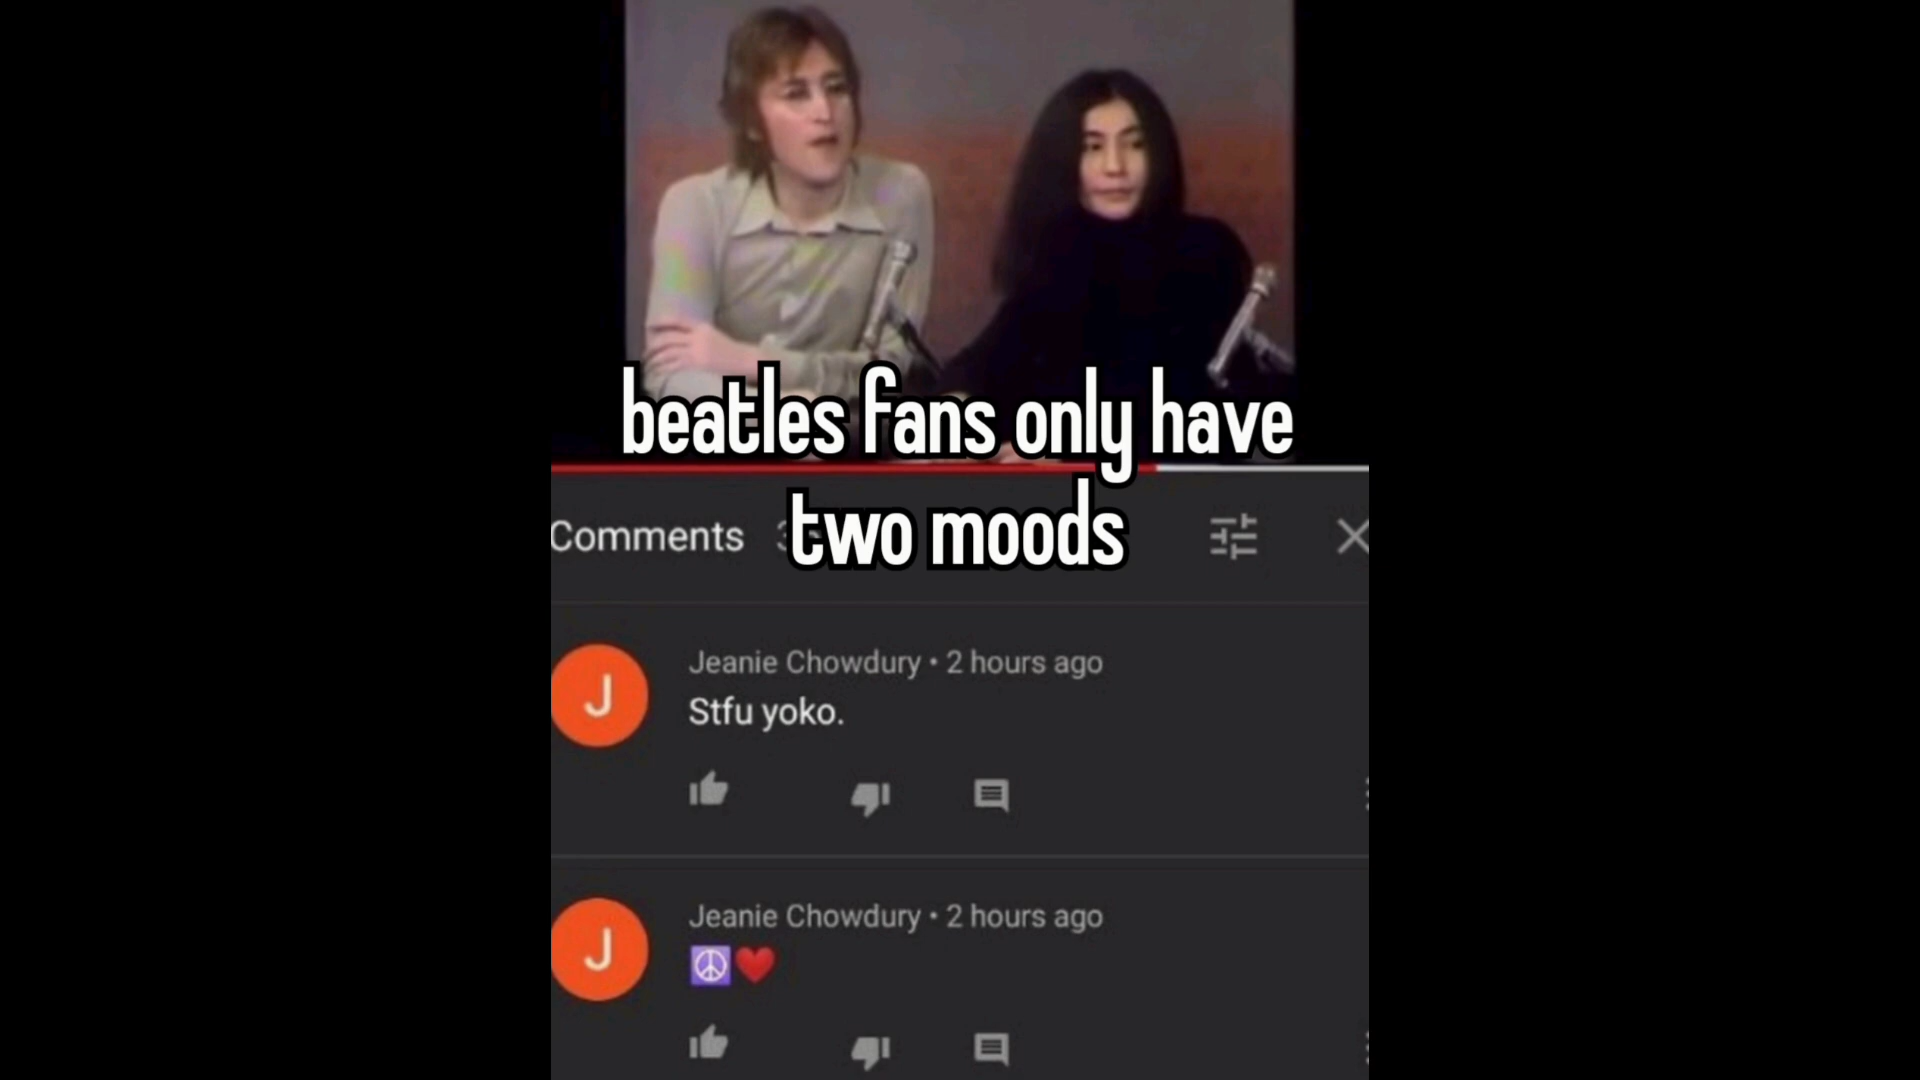 beatles fans only have
two moods
Comments
Jeanie Chowdury • 2 hours ago
Stfu yoko.
Jeanie Chowdury • 2 hours ago
☮️❤️